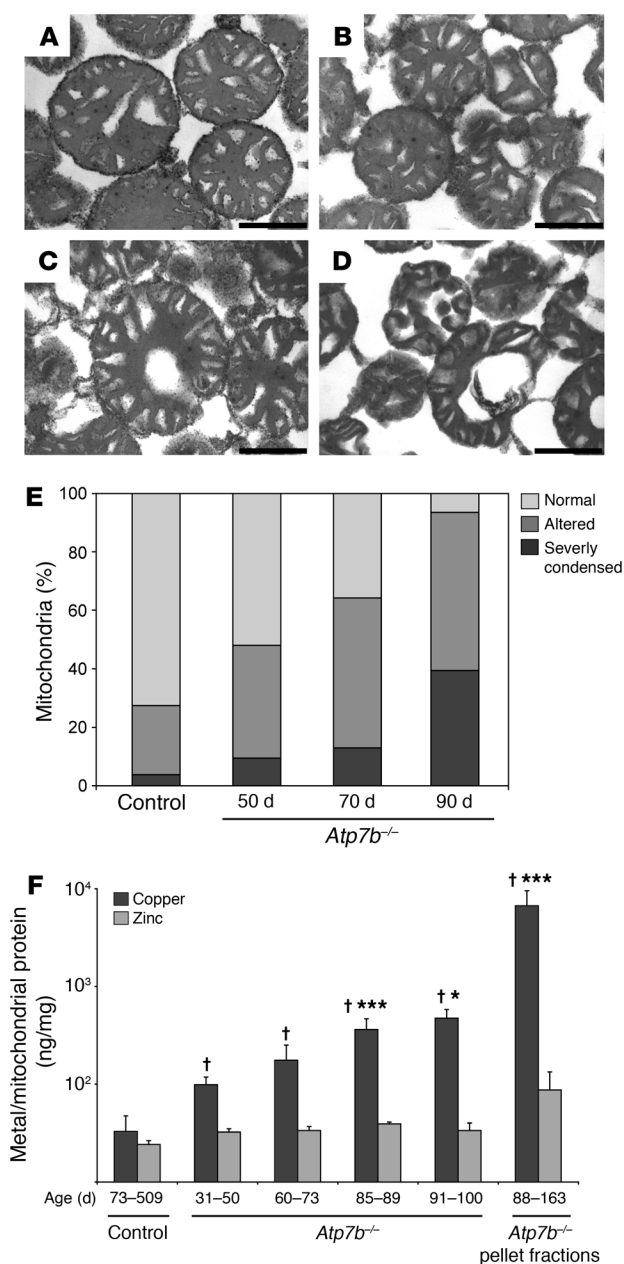 A
B
C
D
E
100
80
60
40
20
0
Mitochondria (%)
Normal
Altered
Severly
condensed
Control
50 d
70 d
90 d
Atp7b–/–
F
Copper
Zinc
10⁴
10³
10²
Metal/mitochondrial protein
(ng/mg)
†
†
† ***
† *
† ***
Age (d)
73–509
31–50
60–73
85–89
91–100
88–163
Control
Atp7b–/–
Atp7b–/–
pellet fractions